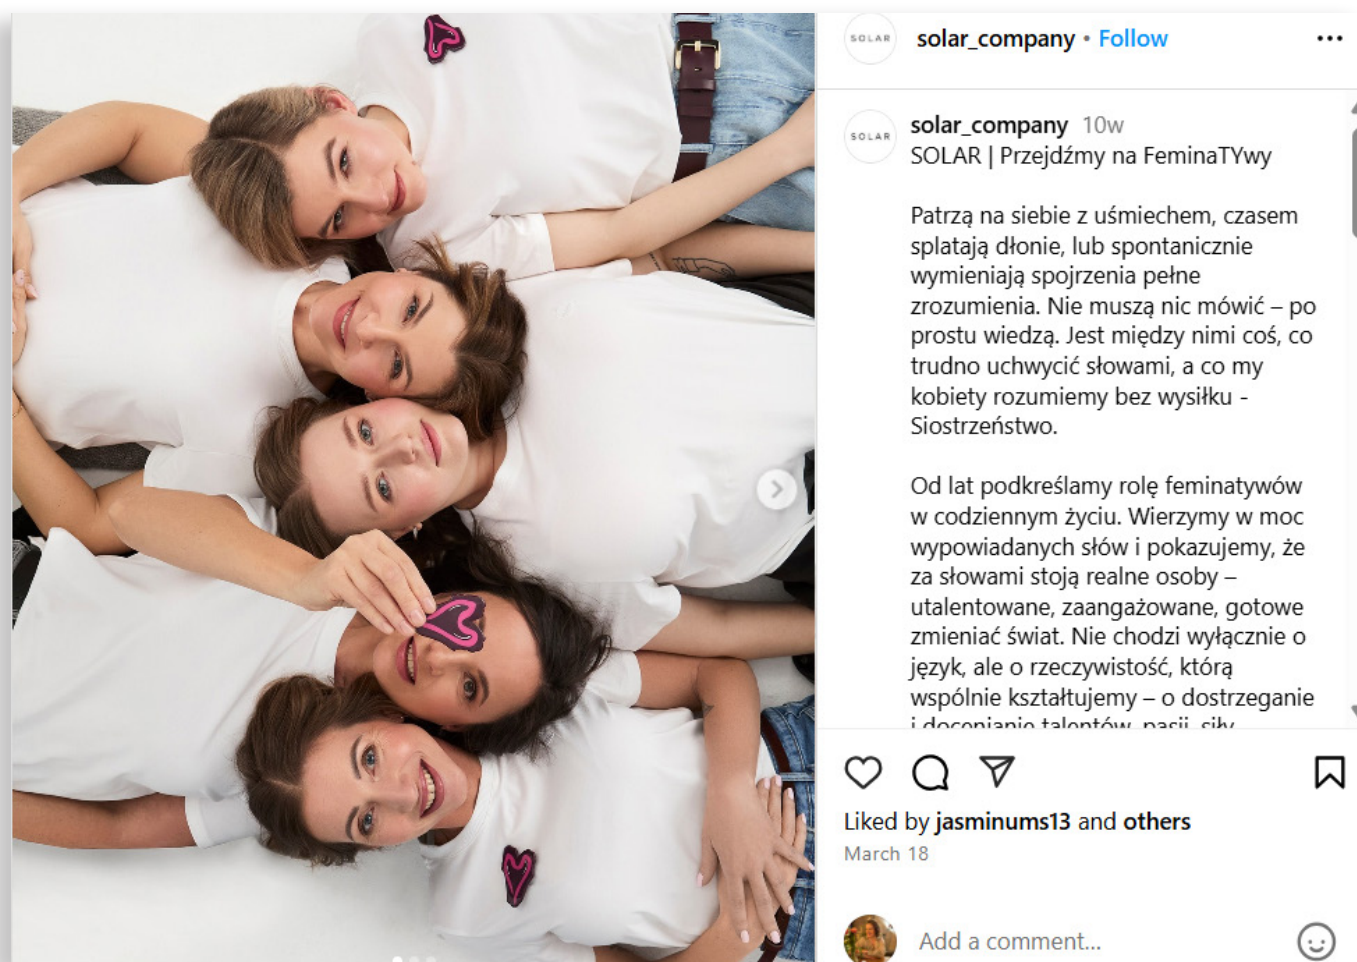 SOLAR
solar_company • Follow
SOLAR
solar_company 10w
SOLAR | Przejdźmy na FeminaTYwy
Patrzą na siebie z uśmiechem, czasem
splatają dłonie, lub spontanicznie
wymieniają spojrzenia pełne
zrozumienia. Nie muszą nic mówić – po
prostu wiedzą. Jest między nimi coś, co
trudno uchwycić słowami, a co my
kobiety rozumiemy bez wysiłku -
Siostrzeństwo.
Od lat podkreślamy rolę feminatywów
w codziennym życiu. Wierzymy w moc
wypowiadanych słów i pokazujemy, że
za słowami stoją realne osoby –
utalentowane, zaangażowane, gotowe
zmieniać świat. Nie chodzi wyłącznie o
język, ale o rzeczywistość, którą
wspólnie kształtujemy – o dostrzeganie
i docenianie talentów, pasji, siły
Liked by jasminums13 and others
March 18
Add a comment...